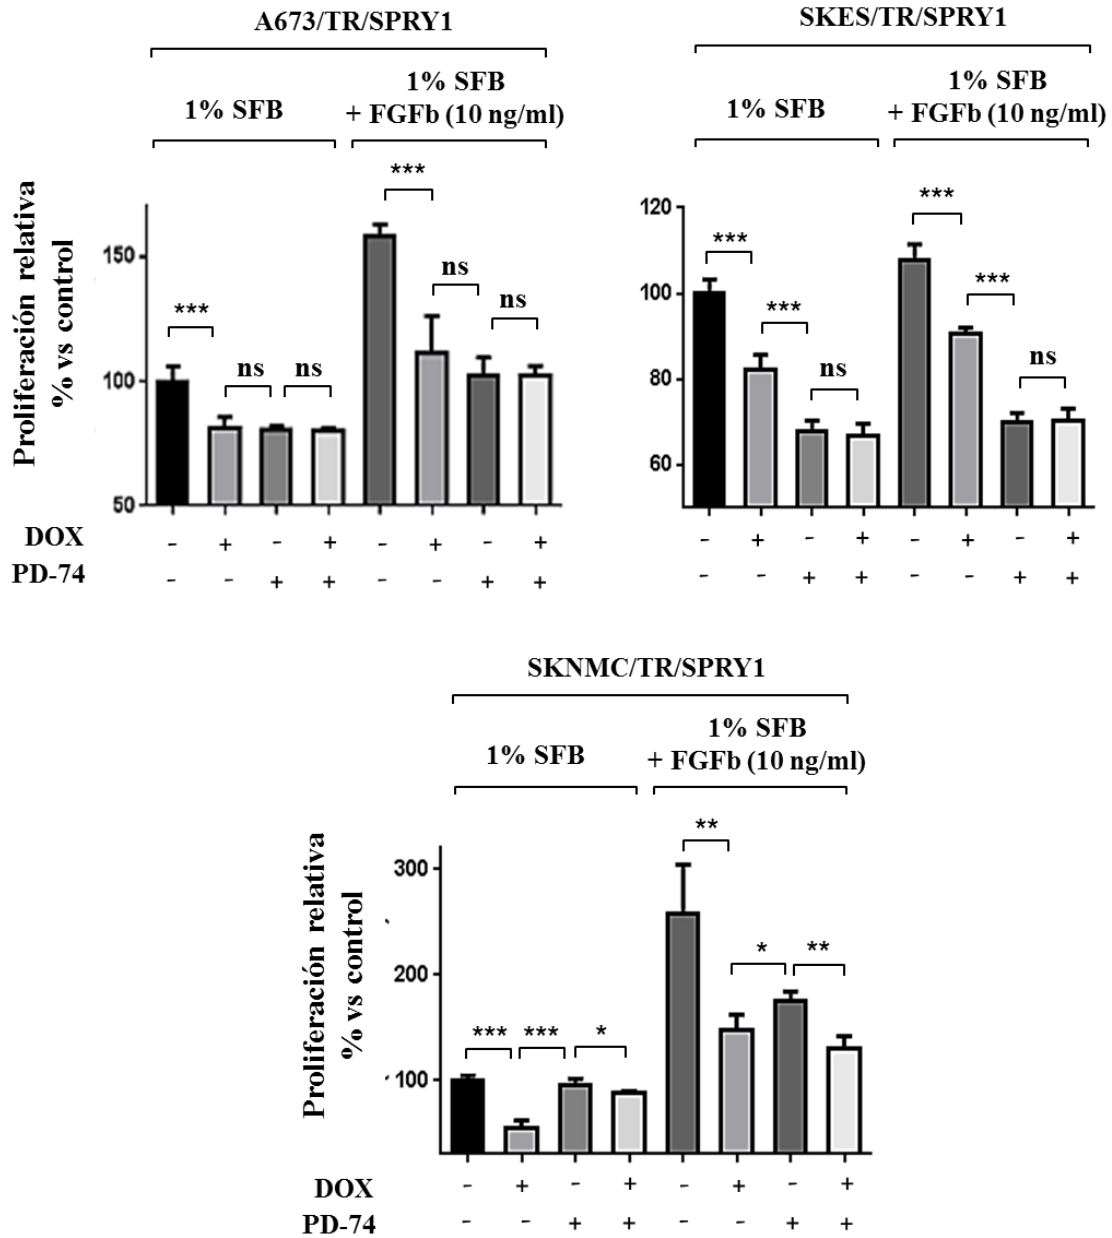 A673/TR/SPRY1
1% SFB
1% SFB
+ FGFb (10 ng/ml)
Proliferación relativa
% vs control
150
100
50
***
ns
ns
***
ns
ns
DOX - + - + - + - +
PD-74 - - + + - - + +
SKES/TR/SPRY1
1% SFB
1% SFB
+ FGFb (10 ng/ml)
120
100
80
60
***
***
ns
***
***
ns
- + - + - + - +
- - + + - - + +
SKNMC/TR/SPRY1
1% SFB
1% SFB
+ FGFb (10 ng/ml)
Proliferación relativa
% vs control
300
200
100
***
***
*
**
*
**
DOX - + - + - + - +
PD-74 - - + + - - + +